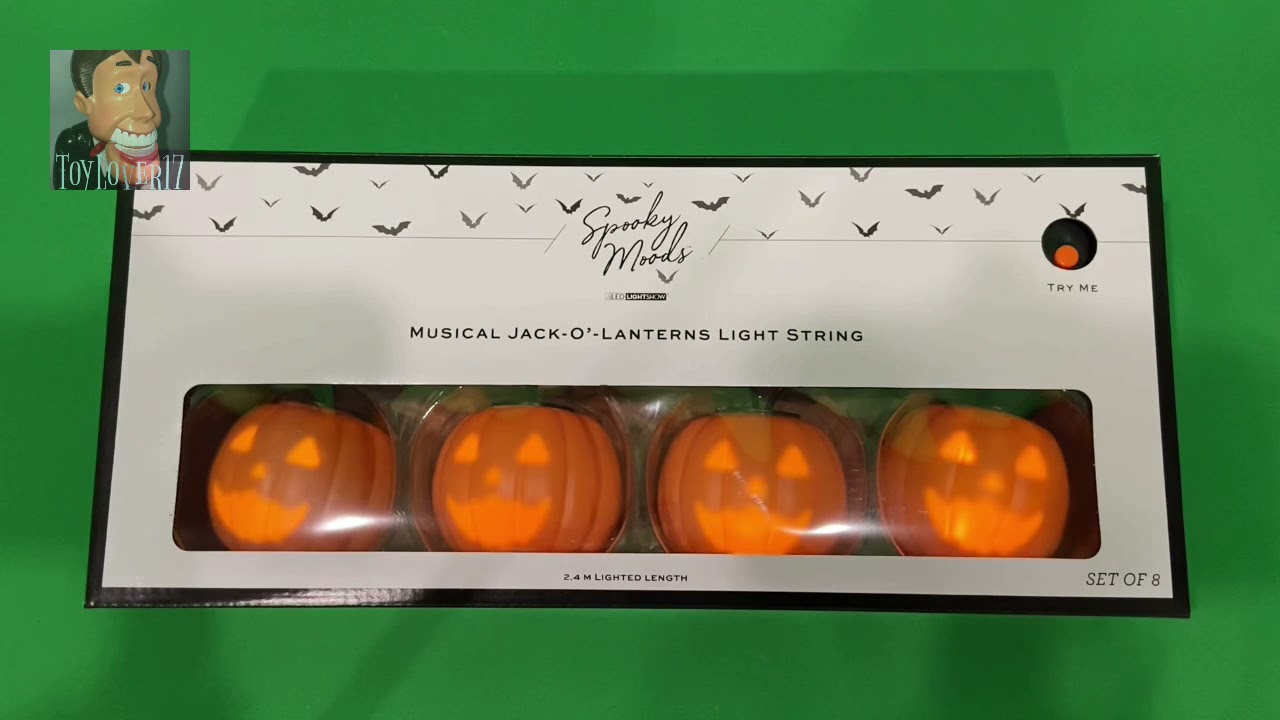 ToyLover17
Spooky
Moods
LED LIGHTSHOW
TRY ME
MUSICAL JACK-O'-LANTERNS LIGHT STRING
2.4 M LIGHTED LENGTH
SET OF 8